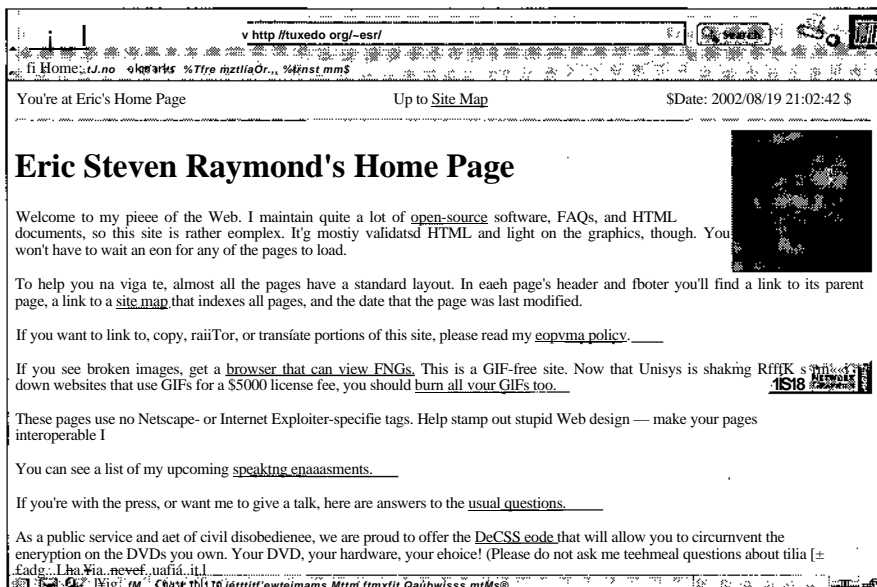 v http://tuxedo org/~esr/
fi Home:
You're at Eric's Home Page Up to Site Map $Date: 2002/08/19 21:02:42 $
Eric Steven Raymond's Home Page
Welcome to my pieee of the Web. I maintain quite a lot of open-source software, FAQs, and HTML
documents, so this site is rather eomplex. It'g mostiy vaIidatsd HTML and light on the graphics, though. You
won't have to wait an eon for any of the pages to load.
To help you na viga te, almost all the pages have a standard layout. In eaeh page's header and fboter you'll find a link to its parent
page, a link to a site map that indexes all pages, and the date that the page was last modified.
If you want to link to, copy, raiiTor, or transíate portions of this site, please read my eopvma policv.
If you see broken images, get a browser that can view FNGs. This is a GIF-free site. Now that Unisys is shakmg
down websites that use GIFs for a $5000 license fee, you should burn all your GlFs too.
These pages use no Netscape- or Internet Exploiter-specifie tags. Help stamp out stupid Web design — make your pages
interoperable I
You can see a list of my upcoming speaktng enaaasments.
If you're with the press, or want me to give a talk, here are answers to the usual questions.
As a public service and aet of civil disobedienee, we are proud to offer the DeCSS eode that will allow you to circurnvent the
eneryption on the DVDs you own. Your DVD, your hardware, your ehoice! (Please do not ask me teehmeal questions about tilia [±